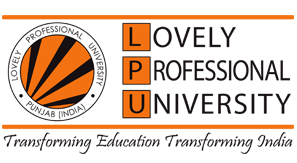 LOVELY PROFESSIONAL UNIVERSITY
PUNJAB (INDIA)
LOVELY
PROFESSIONAL
UNIVERSITY
Transforming Education Transforming India